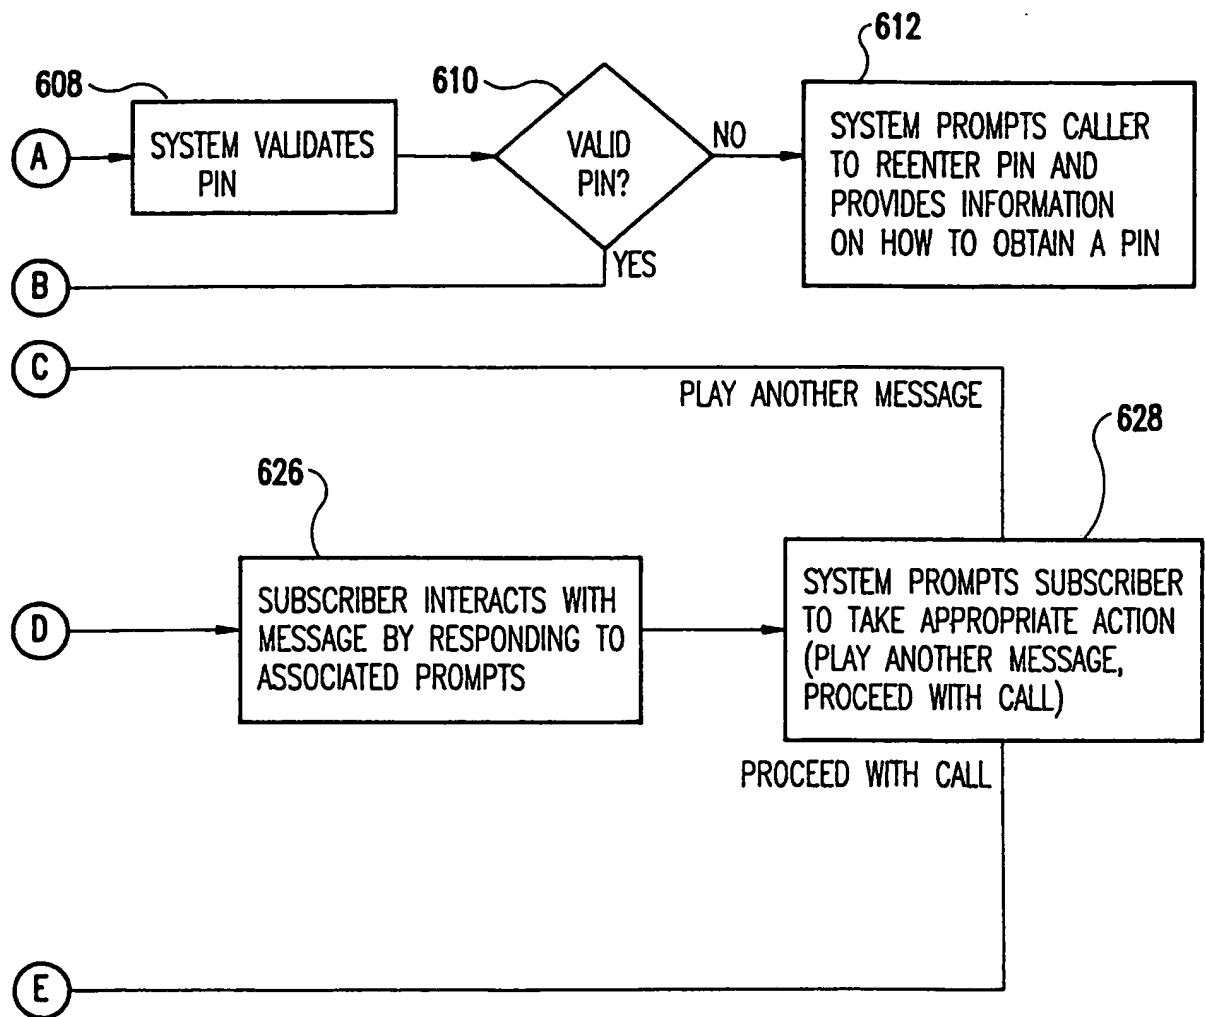 608
610
612
A
SYSTEM VALIDATES
PIN
VALID
PIN?
NO
YES
SYSTEM PROMPTS CALLER
TO REENTER PIN AND
PROVIDES INFORMATION
ON HOW TO OBTAIN A PIN
B
C
PLAY ANOTHER MESSAGE
626
628
D
SUBSCRIBER INTERACTS WITH
MESSAGE BY RESPONDING TO
ASSOCIATED PROMPTS
SYSTEM PROMPTS SUBSCRIBER
TO TAKE APPROPRIATE ACTION
(PLAY ANOTHER MESSAGE,
PROCEED WITH CALL)
PROCEED WITH CALL
E